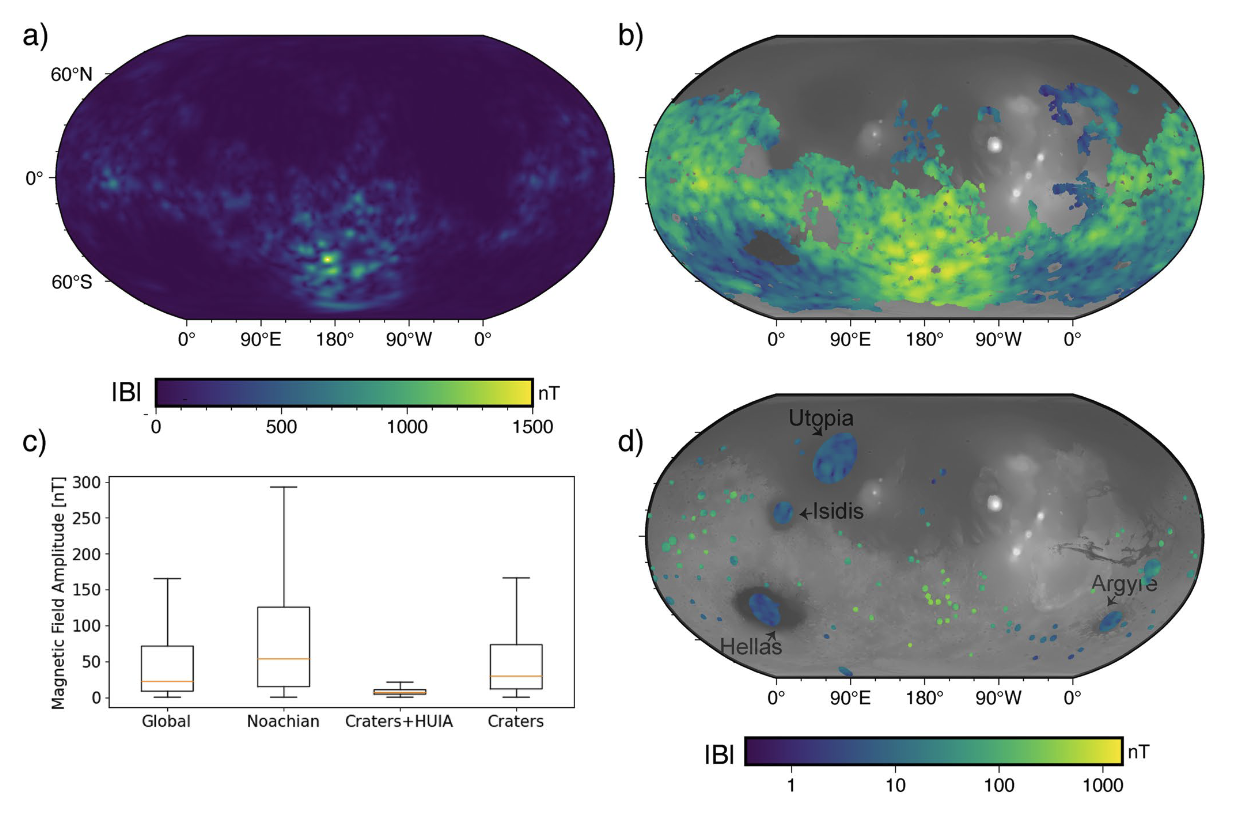 a)
60°N
0°
60°S
0° 90°E 180° 90°W 0°
|B| nT
0 500 1000 1500
b)
0° 90°E 180° 90°W 0°
c)
Magnetic Field Amplitude [nT]
300
250
200
150
100
50
0
Global Noachian Craters+HUIA Craters
d)
Utopia
Isidis
Argyre
Hellas
0° 90°E 180° 90°W 0°
|B| nT
1 10 100 1000